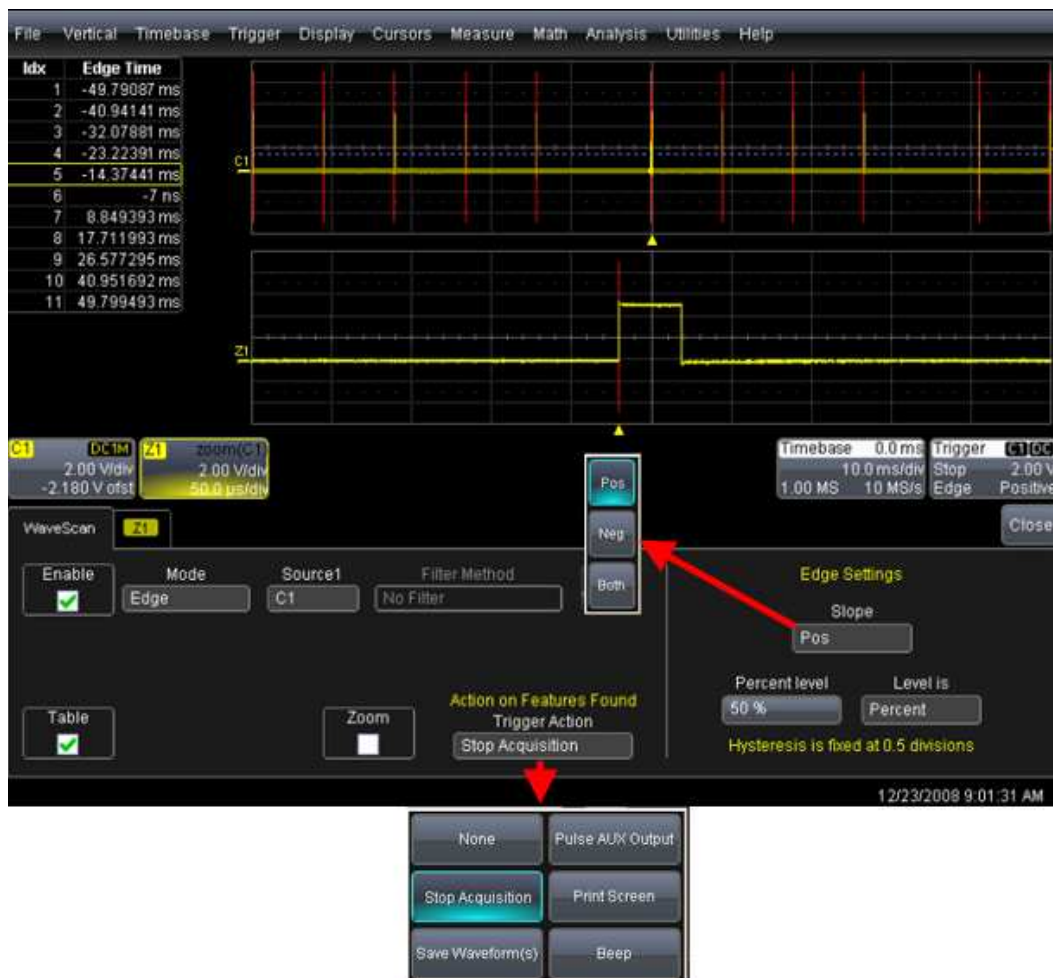 File Vertical Timebase Trigger Display Cursors Measure Math Analysis Utilities Help
Idx Edge Time
1 -49.79087 ms
2 -40.94141 ms
3 -32.07881 ms
4 -23.22391 ms
5 -14.37441 ms
6 -7 ns
7 8.849393 ms
8 17.711993 ms
9 26.577295 ms
10 40.951692 ms
11 49.799493 ms
C1
Z1
C1 DC1M
2.00 V/div
-2.180 V ofst
Z1 zoom(C1)
2.00 V/div
50.0 µs/div
Timebase 0.0 ms
10.0 ms/div
1.00 MS 10 MS/s
Trigger C1 DC
Stop 2.00 V
Edge Positive
Pos
Neg
Both
WaveScan Z1
Close
Enable
Mode
Edge
Source1
C1
Filter Method
No Filter
Edge Settings
Slope
Pos
Percent level
50 %
Level is
Percent
Hysteresis is fixed at 0.5 divisions
Table
Zoom
Action on Features Found
Trigger Action
Stop Acquisition
12/23/2008 9:01:31 AM
None
Pulse AUX Output
Stop Acquisition
Print Screen
Save Waveform(s)
Beep